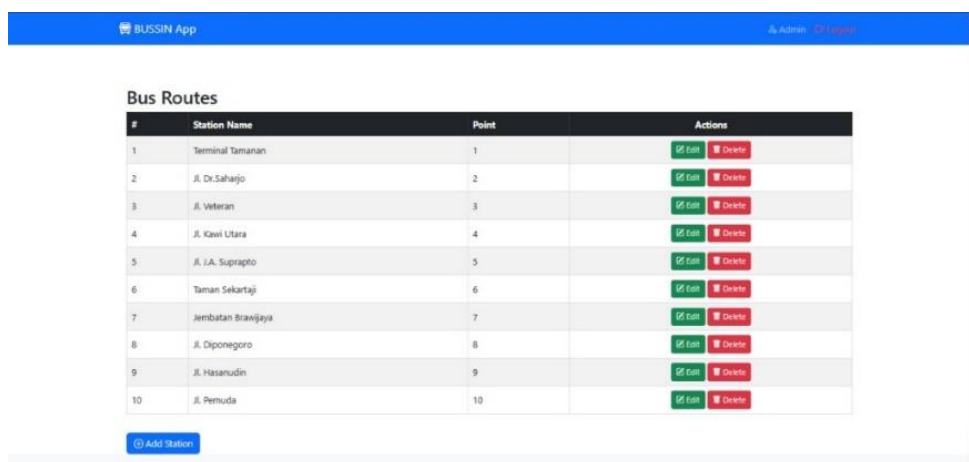 BUSSIN App Admin Logout
Bus Routes
# Station Name Point Actions
1 Terminal Tamanan 1 Edit Delete
2 Jl. Dr.Saharjo 2 Edit Delete
3 Jl. Veteran 3 Edit Delete
4 Jl. Kawi Utara 4 Edit Delete
5 Jl. J.A. Suprapto 5 Edit Delete
6 Taman Sekartaji 6 Edit Delete
7 Jembatan Brawijaya 7 Edit Delete
8 Jl. Diponegoro 8 Edit Delete
9 Jl. Hasanudin 9 Edit Delete
10 Jl. Pemuda 10 Edit Delete
Add Station